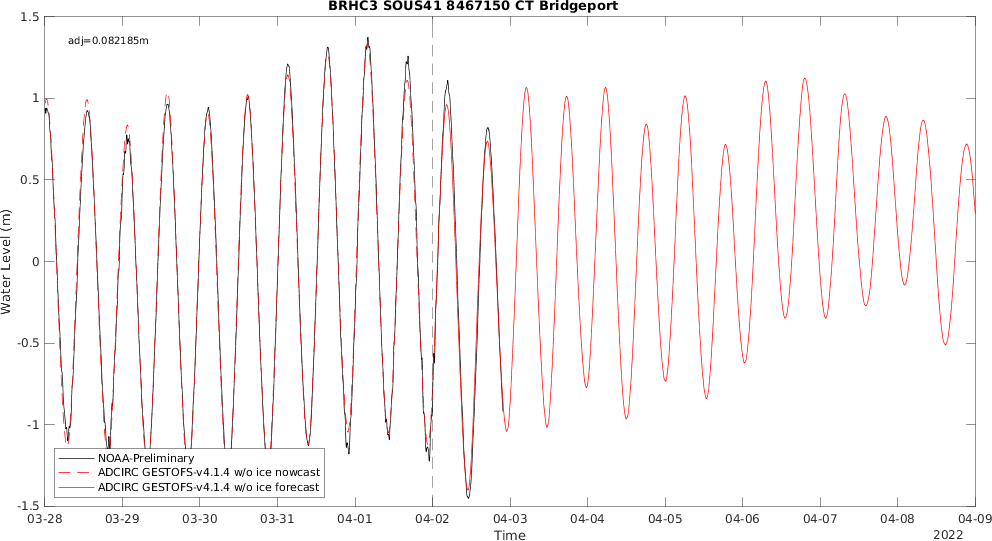 BRHC3 SOUS41 8467150 CT Bridgeport
adj=0.082185m
1.5
1
0.5
0
-0.5
-1
-1.5
Water Level (m)
NOAA-Preliminary
ADCIRC GESTOFS-v4.1.4 w/o ice nowcast
ADCIRC GESTOFS-v4.1.4 w/o ice forecast
03-28 03-29 03-30 03-31 04-01 04-02 04-03 04-04 04-05 04-06 04-07 04-08 04-09
Time
2022